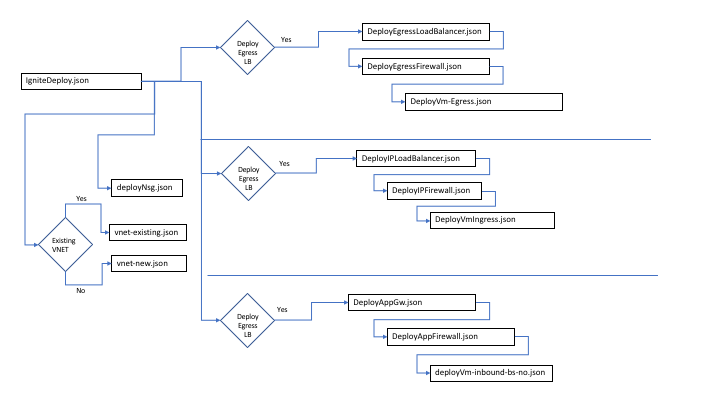 Deploy
Egress
LB
Yes
DeployEgressLoadBalancer.json
DeployEgressFirewall.json
DeployVm-Egress.json
IgniteDeploy.json
deployNsg.json
Yes
Existing
VNET
vnet-existing.json
vnet-new.json
No
Deploy
Egress
LB
Yes
DeployIPLoadBalancer.json
DeployIPFirewall.json
DeployVmIngress.json
Deploy
Egress
LB
Yes
DeployAppGw.json
DeployAppFirewall.json
deployVm-inbound-bs-no.json